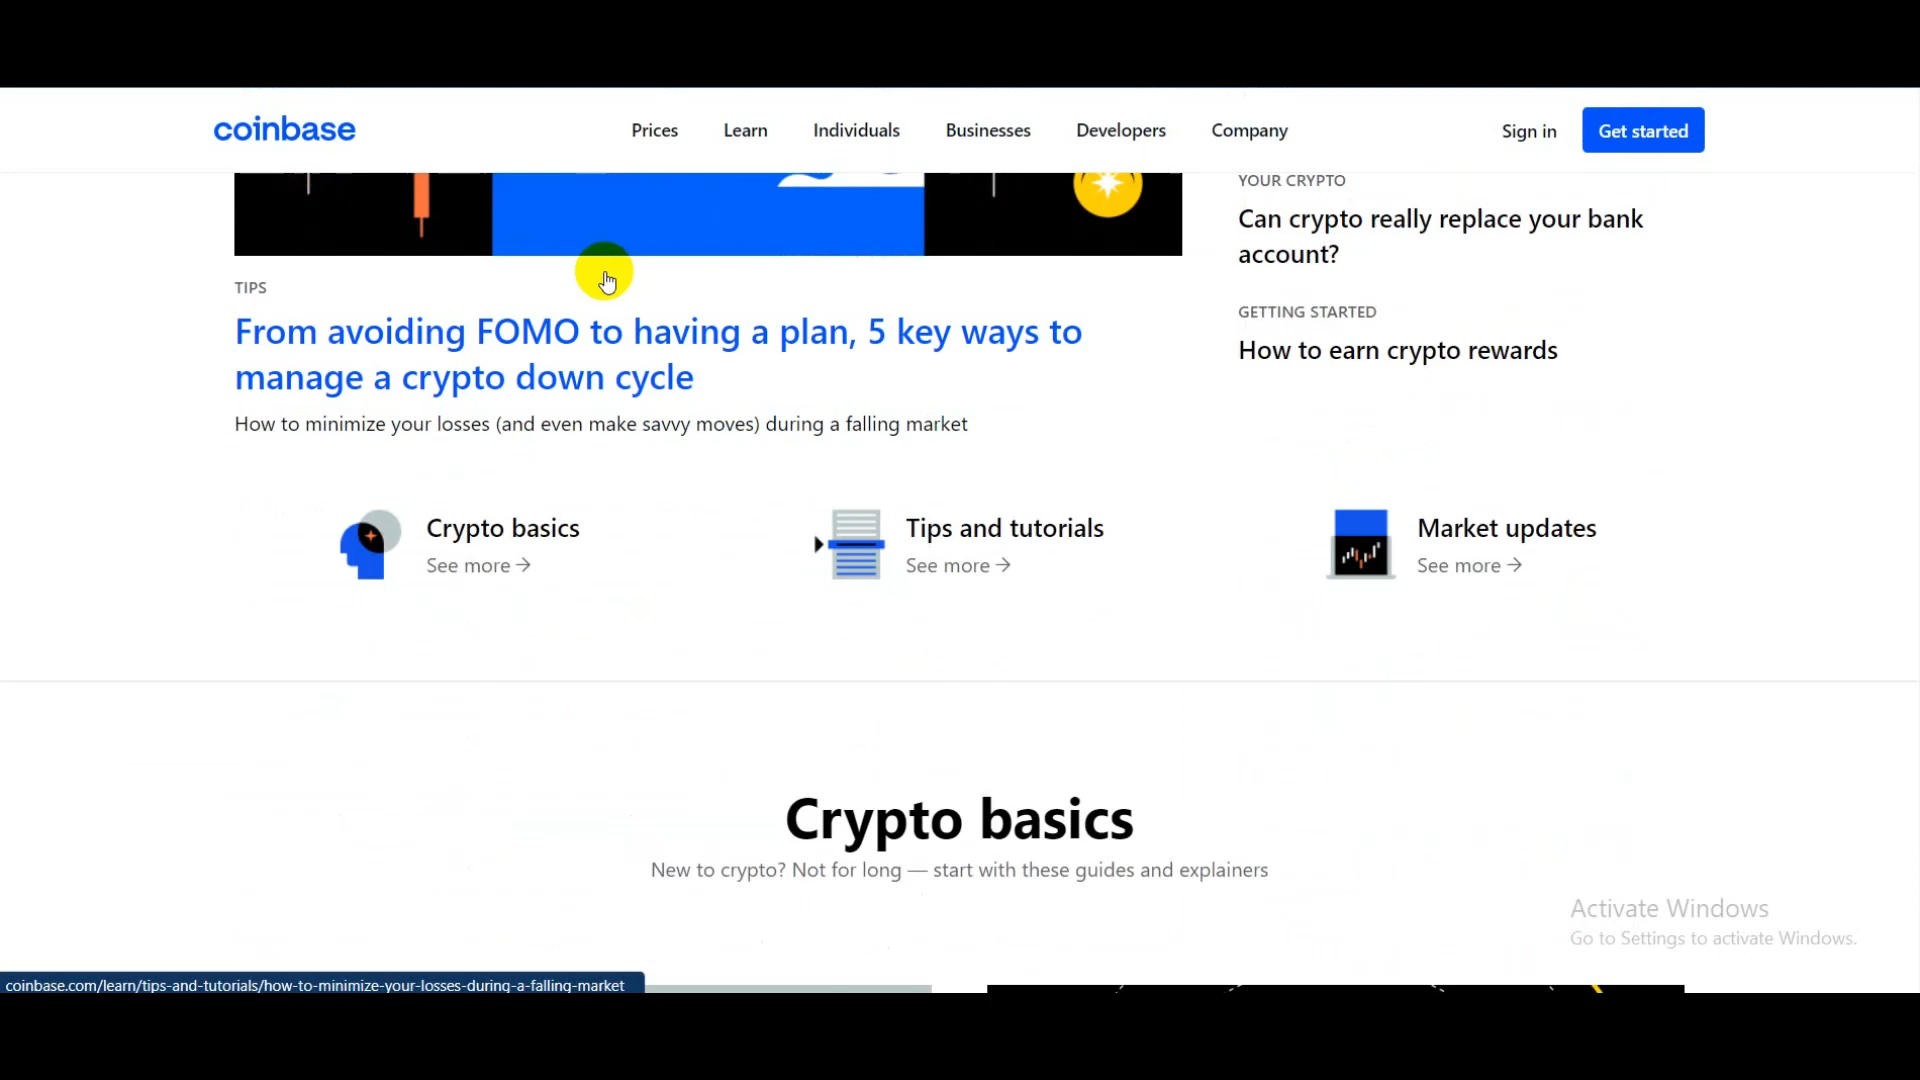 coinbase
Prices
Learn
Individuals
Businesses
Developers
Company
Sign in
Get started
TIPS
From avoiding FOMO to having a plan, 5 key ways to
manage a crypto down cycle
How to minimize your losses (and even make savvy moves) during a falling market
YOUR CRYPTO
Can crypto really replace your bank
account?
GETTING STARTED
How to earn crypto rewards
Crypto basics
See more →
Tips and tutorials
See more →
Market updates
See more →
Crypto basics
New to crypto? Not for long — start with these guides and explainers
Activate Windows
Go to Settings to activate Windows.
coinbase.com/learn/tips-and-tutorials/how-to-minimize-your-losses-during-a-falling-market